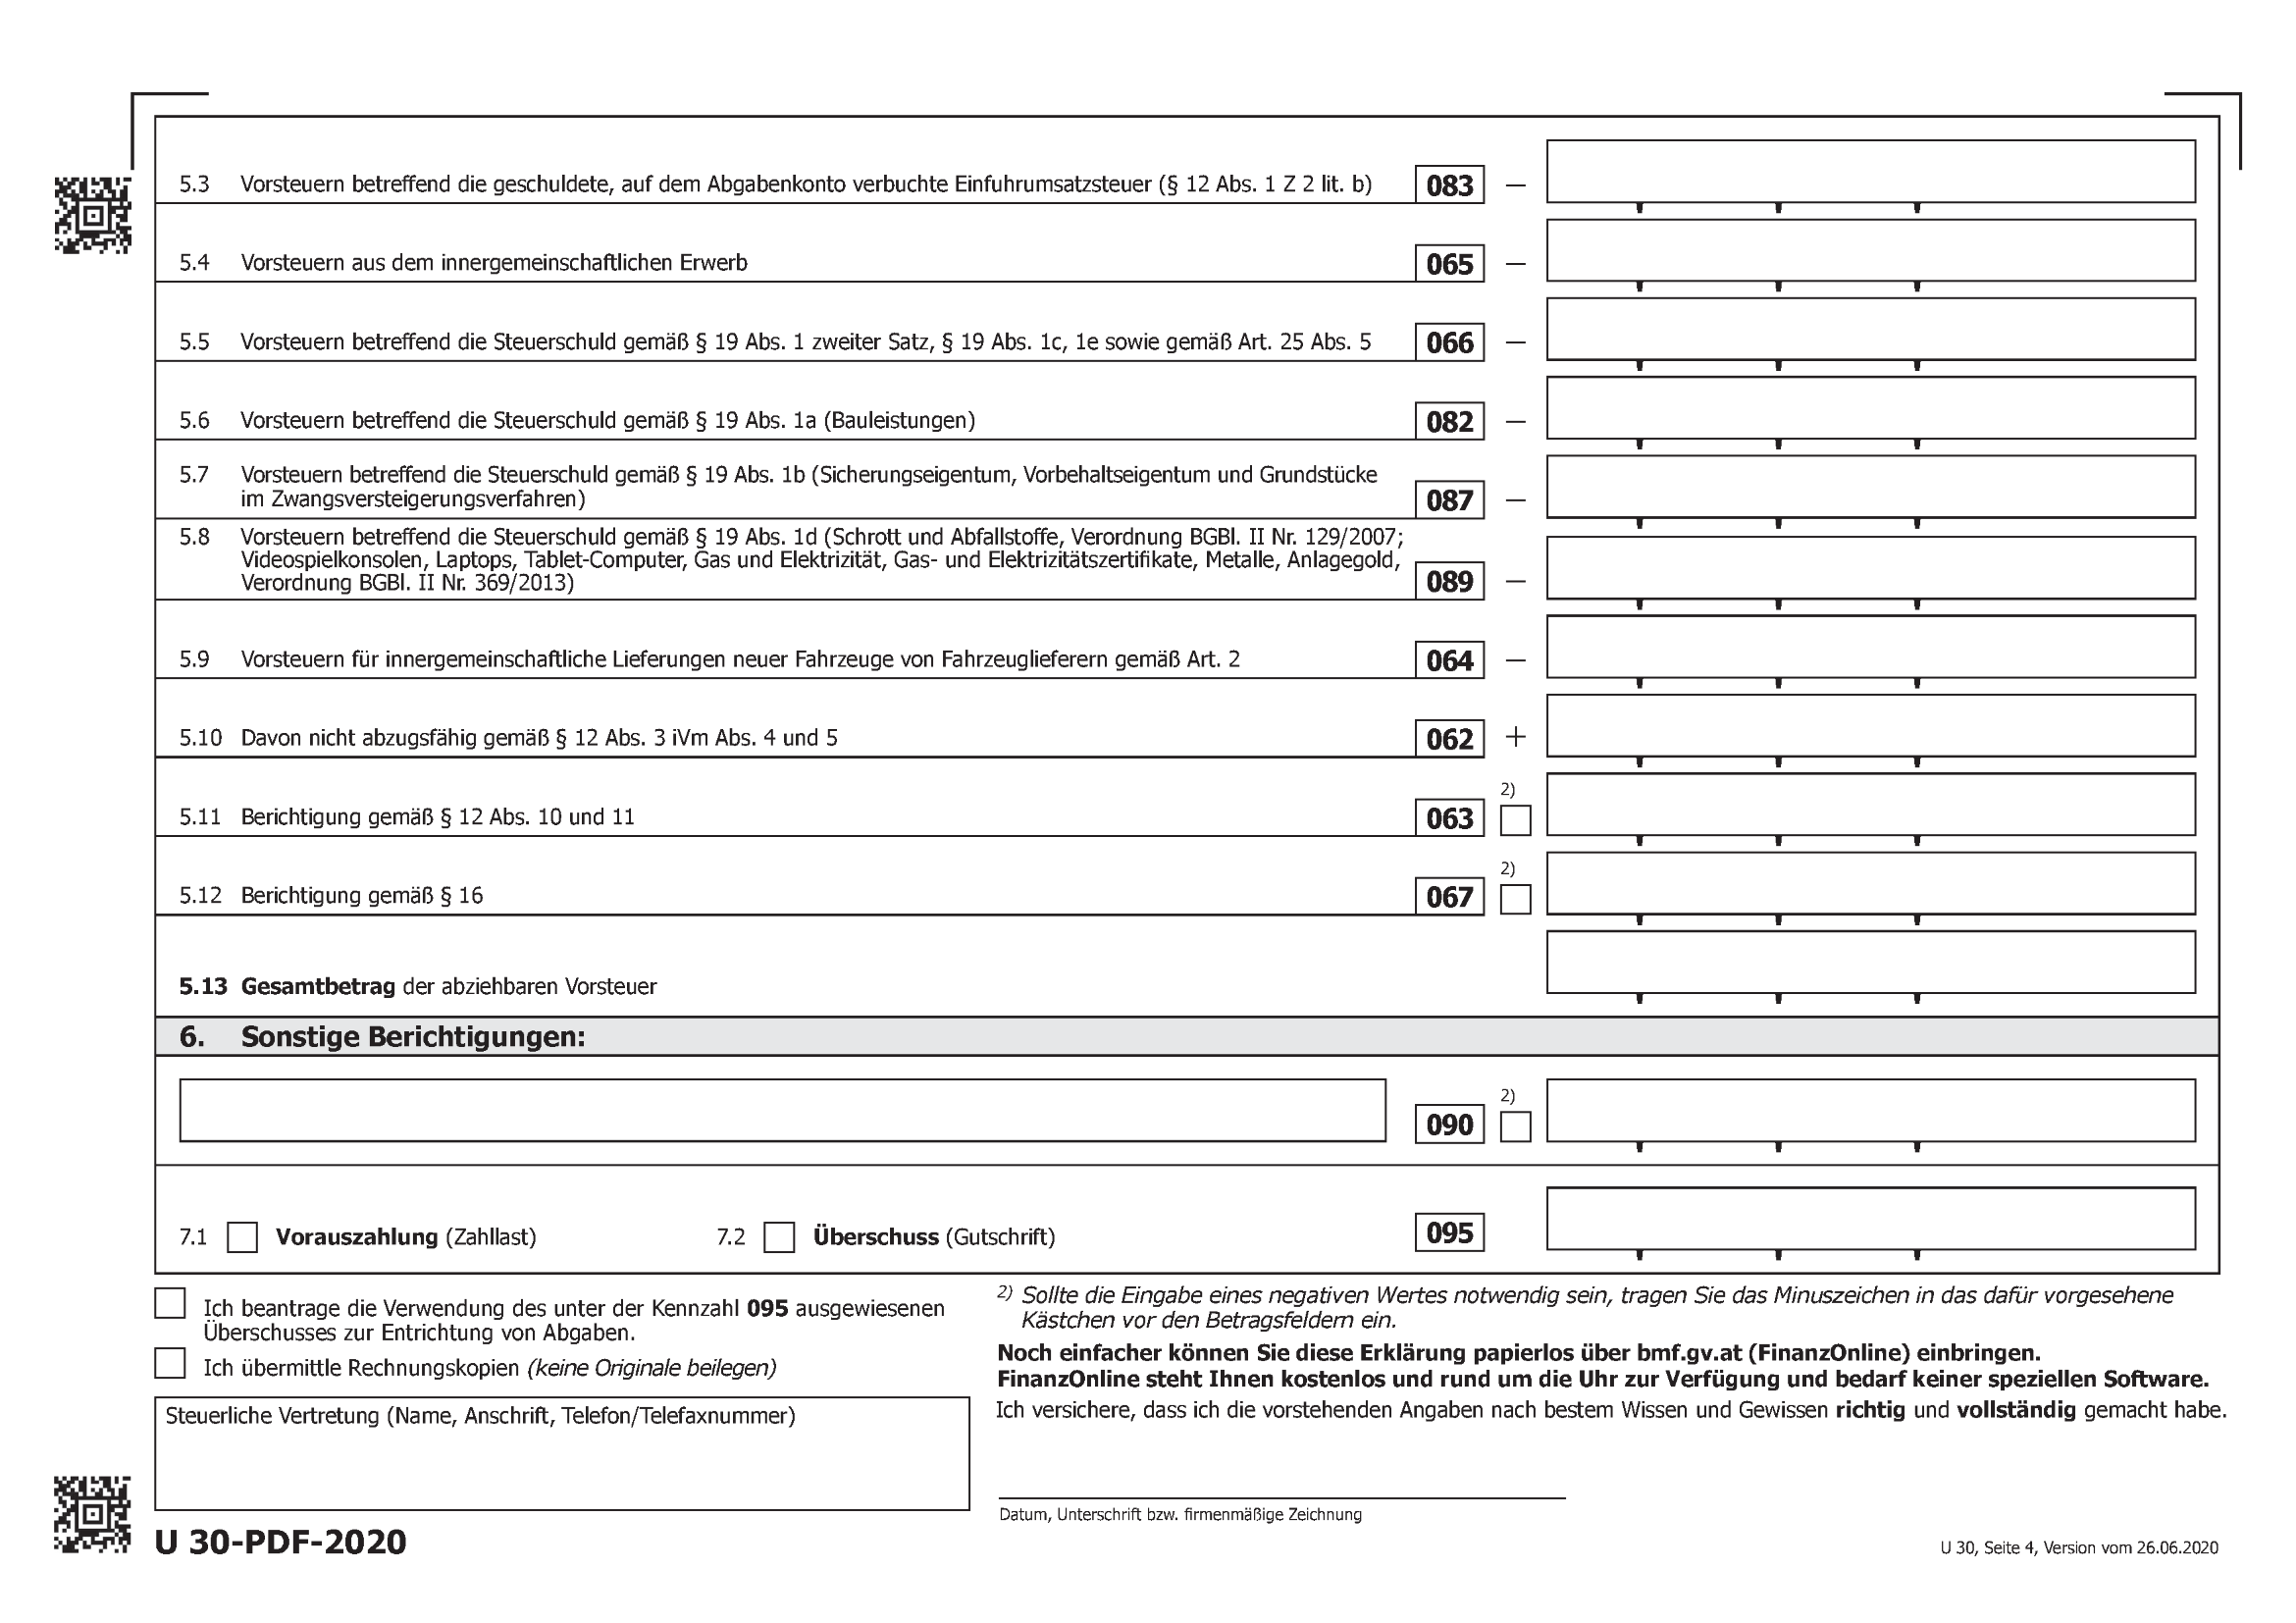 5.3 Vorsteuern betreffend die geschuldete, auf dem Abgabenkonto verbuchte Einfuhrumsatzsteuer (§ 12 Abs. 1 Z 2 lit. b) 083 –
5.4 Vorsteuern aus dem innergemeinschaftlichen Erwerb 065 –
5.5 Vorsteuern betreffend die Steuerschuld gemäß § 19 Abs. 1 zweiter Satz, § 19 Abs. 1c, 1e sowie gemäß Art. 25 Abs. 5 066 –
5.6 Vorsteuern betreffend die Steuerschuld gemäß § 19 Abs. 1a (Bauleistungen) 082 –
5.7 Vorsteuern betreffend die Steuerschuld gemäß § 19 Abs. 1b (Sicherungseigentum, Vorbehaltseigentum und Grundstücke
im Zwangsversteigerungsverfahren) 087 –
5.8 Vorsteuern betreffend die Steuerschuld gemäß § 19 Abs. 1d (Schrott und Abfallstoffe, Verordnung BGBl. II Nr. 129/2007;
Videospielkonsolen, Laptops, Tablet-Computer, Gas und Elektrizität, Gas- und Elektrizitätszertifikate, Metalle, Anlagegold,
Verordnung BGBl. II Nr. 369/2013) 089 –
5.9 Vorsteuern für innergemeinschaftliche Lieferungen neuer Fahrzeuge von Fahrzeuglieferern gemäß Art. 2 064 –
5.10 Davon nicht abzugsfähig gemäß § 12 Abs. 3 iVm Abs. 4 und 5 062 +
2)
5.11 Berichtigung gemäß § 12 Abs. 10 und 11 063
2)
5.12 Berichtigung gemäß § 16 067
5.13 Gesamtbetrag der abziehbaren Vorsteuer
6. Sonstige Berichtigungen:
2)
090
7.1 Vorauszahlung (Zahllast) 7.2 Überschuss (Gutschrift) 095
Ich beantrage die Verwendung des unter der Kennzahl 095 ausgewiesenen
Überschusses zur Entrichtung von Abgaben.
Ich übermittle Rechnungskopien (keine Originale beilegen)
Steuerliche Vertretung (Name, Anschrift, Telefon/Telefaxnummer)
2) Sollte die Eingabe eines negativen Wertes notwendig sein, tragen Sie das Minuszeichen in das dafür vorgesehene
Kästchen vor den Betragsfeldern ein.
Noch einfacher können Sie diese Erklärung papierlos über bmf.gv.at (FinanzOnline) einbringen.
FinanzOnline steht Ihnen kostenlos und rund um die Uhr zur Verfügung und bedarf keiner speziellen Software.
Ich versichere, dass ich die vorstehenden Angaben nach bestem Wissen und Gewissen richtig und vollständig gemacht habe.
Datum, Unterschrift bzw. firmenmäßige Zeichnung
U 30-PDF-2020
U 30, Seite 4, Version vom 26.06.2020